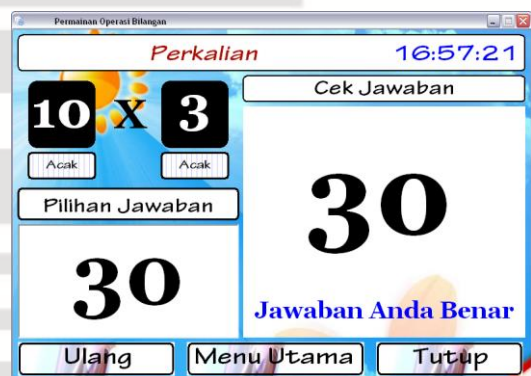 Permainan Operasi Bilangan
Perkalian 16:57:21
10 X 3
Acak Acak
Pilihan Jawaban
30
Cek Jawaban
30
Jawaban Anda Benar
Ulang Menu Utama Tutup